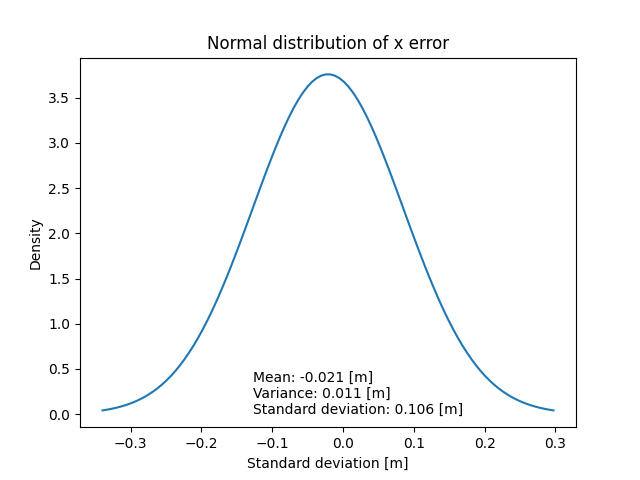 Normal distribution of x error
Density
3.5
3.0
2.5
2.0
1.5
1.0
0.5
0.0
Mean: -0.021 [m]
Variance: 0.011 [m]
Standard deviation: 0.106 [m]
−0.3 −0.2 −0.1 0.0 0.1 0.2 0.3
Standard deviation [m]